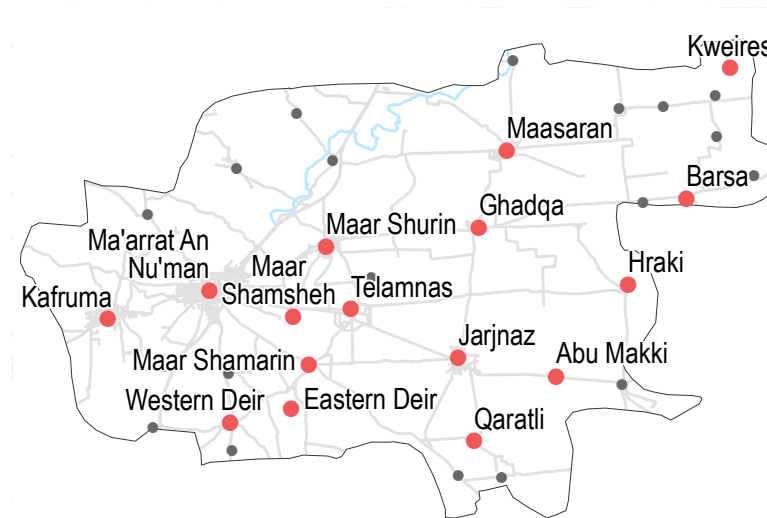 Kweires
Maasaran
Barsa
Ghadqa
Maar Shurin
Ma'arrat An
Nu'man
Maar
Shamsheh
Hraki
Telamnas
Kafruma
Jarjnaz
Maar Shamarin
Abu Makki
Western Deir
Eastern Deir
Qaratli